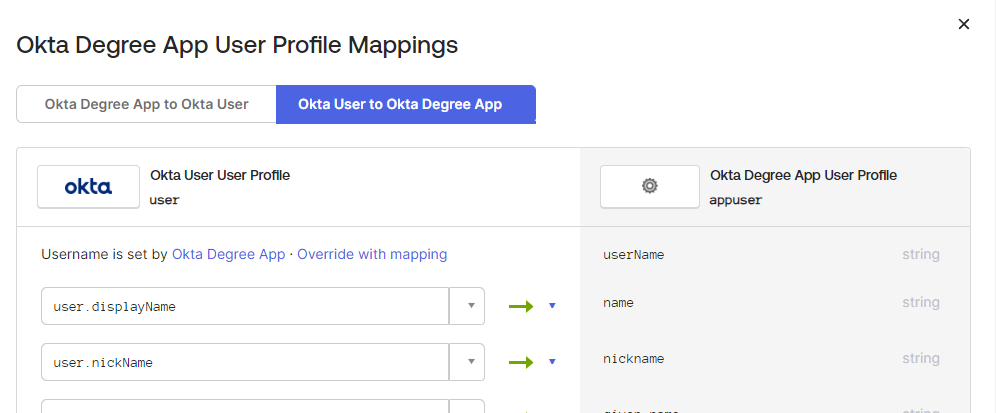 Okta Degree App User Profile Mappings
Okta Degree App to Okta User
Okta User to Okta Degree App
okta
Okta User User Profile
user
Okta Degree App User Profile
appuser
Username is set by Okta Degree App · Override with mapping
userName string
user.displayName
name string
user.nickName
nickname string